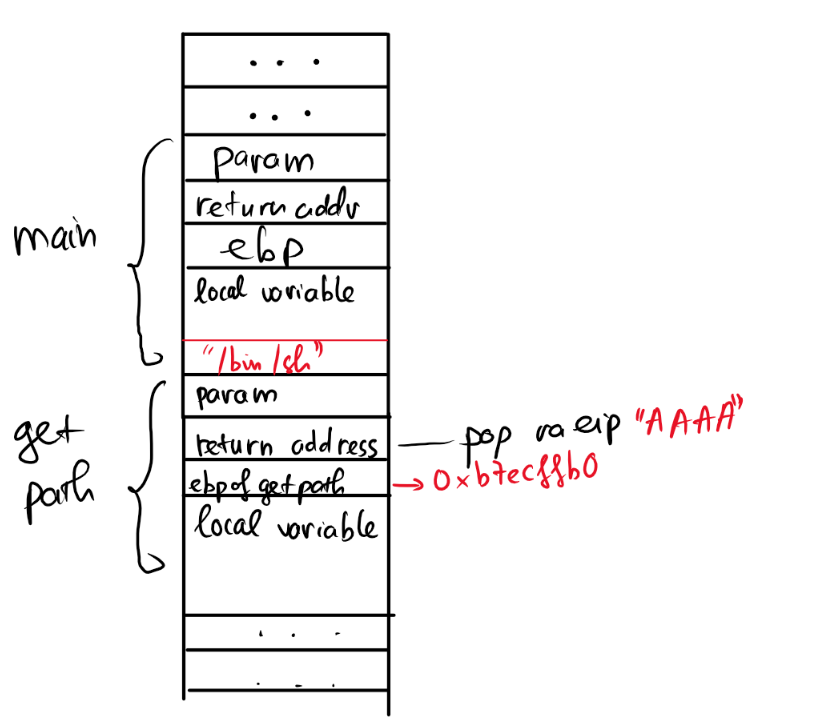 . . .
. . .
param
return addr
ebp
main
local variable
"/bin/sh"
param
get
path
return address — pop ra eip "AAAA"
ebp of getpath → 0xb7ecffb0
local variable
. . .
. . .